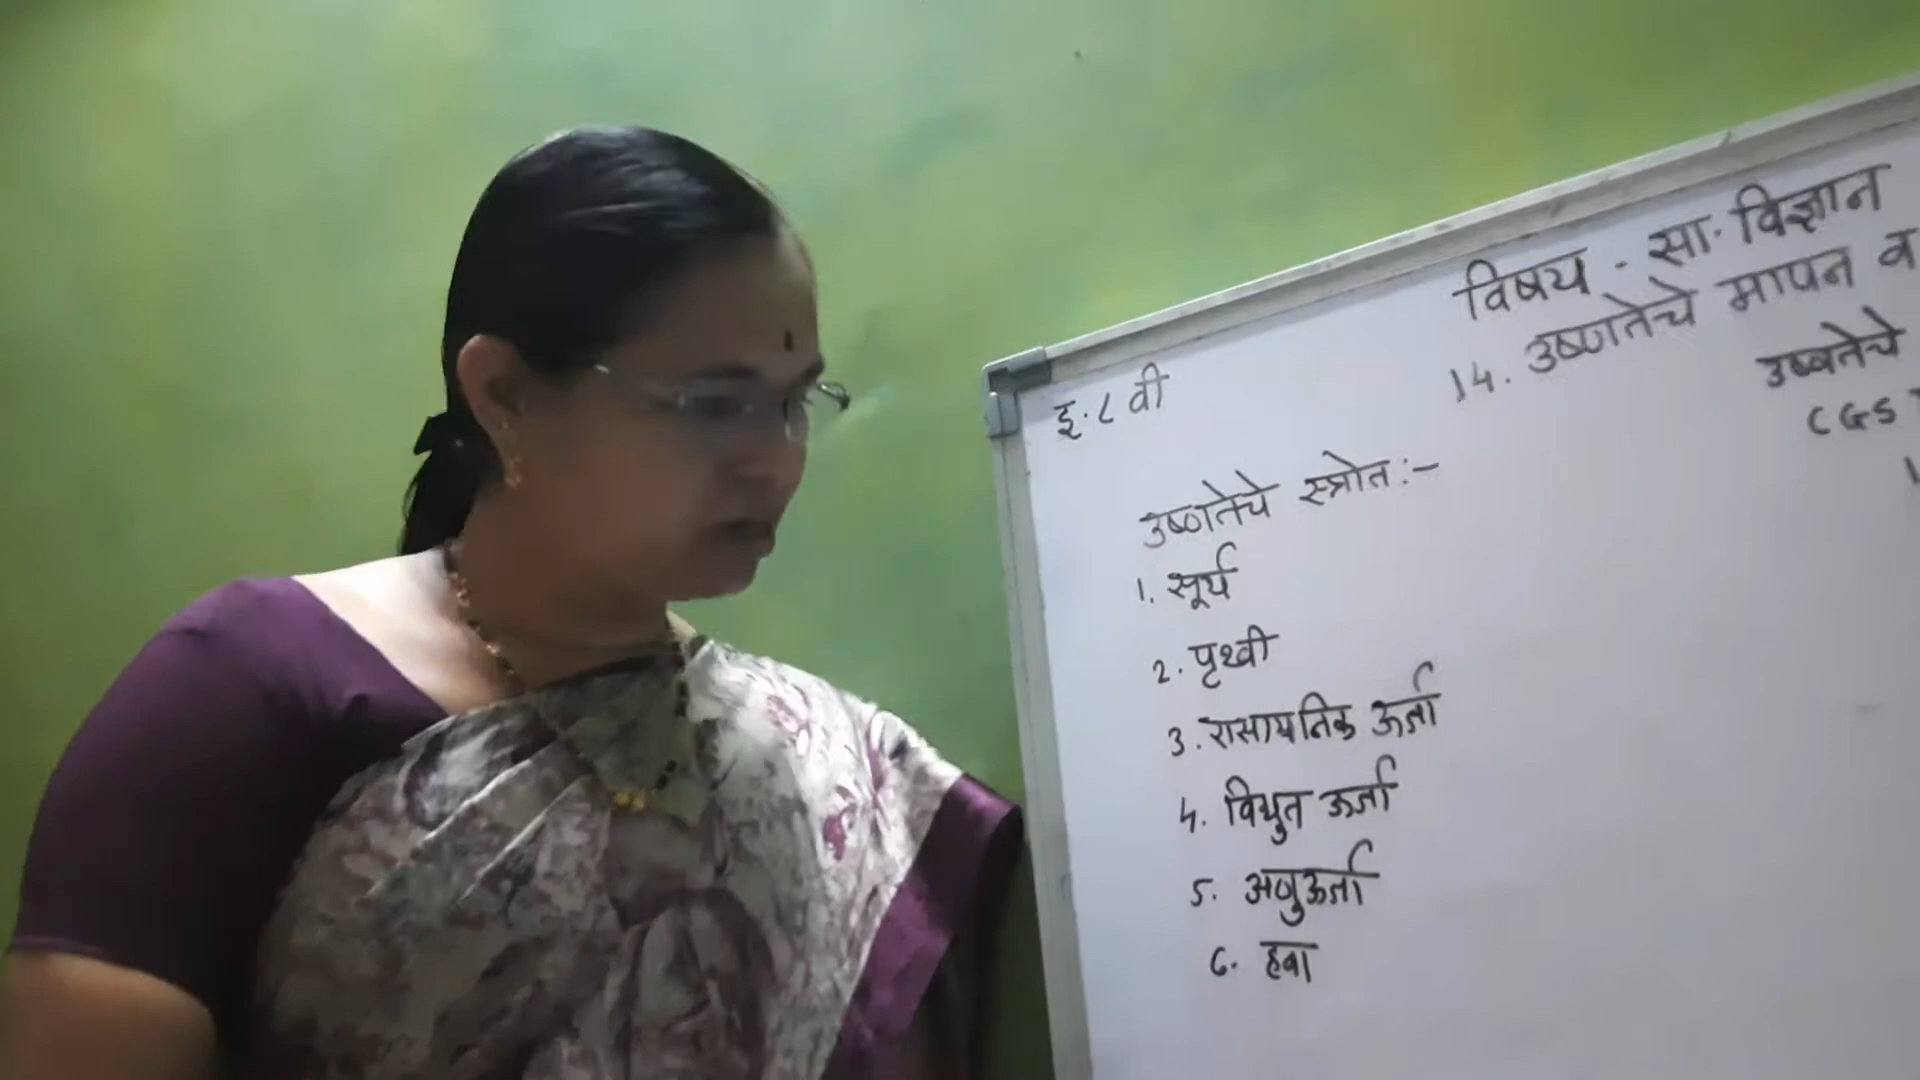 विषय - सा. विज्ञान
इ. ८ वी
14. उष्णतेचे मापन व
उष्णतेचे
CGS
उष्णतेचे स्त्रोत :-
1. सूर्य
2. पृथ्वी
3. रासायनिक ऊर्जा
4. विद्युत ऊर्जा
5. अणुऊर्जा
6. हवा